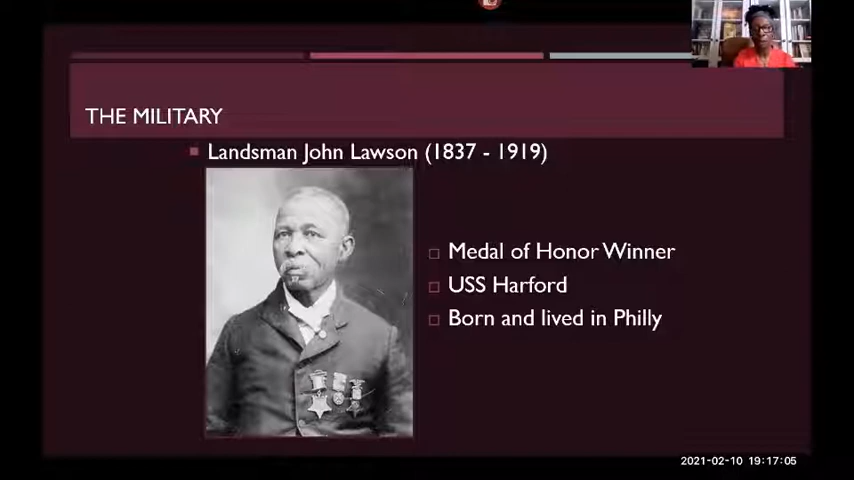 THE MILITARY
Landsman John Lawson (1837 - 1919)
Medal of Honor Winner
USS Harford
Born and lived in Philly
2021-02-10 19:17:05